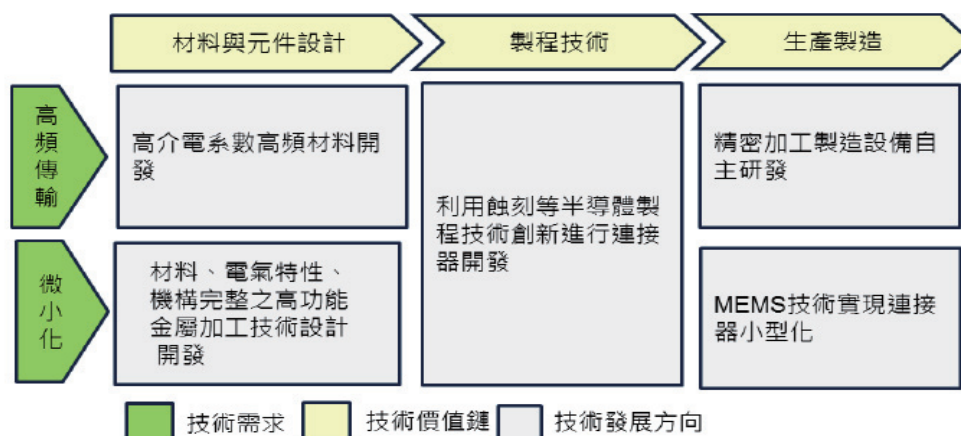 材料與元件設計
製程技術
生產製造
高頻傳輸
高介電系數高頻材料開
發
利用蝕刻等半導體製
程技術創新進行連接
器開發
精密加工製造設備自
主研發
微小化
材料、電氣特性、
機構完整之高功能
金屬加工技術設計
開發
MEMS技術實現連接
器小型化
技術需求
技術價值鏈
技術發展方向